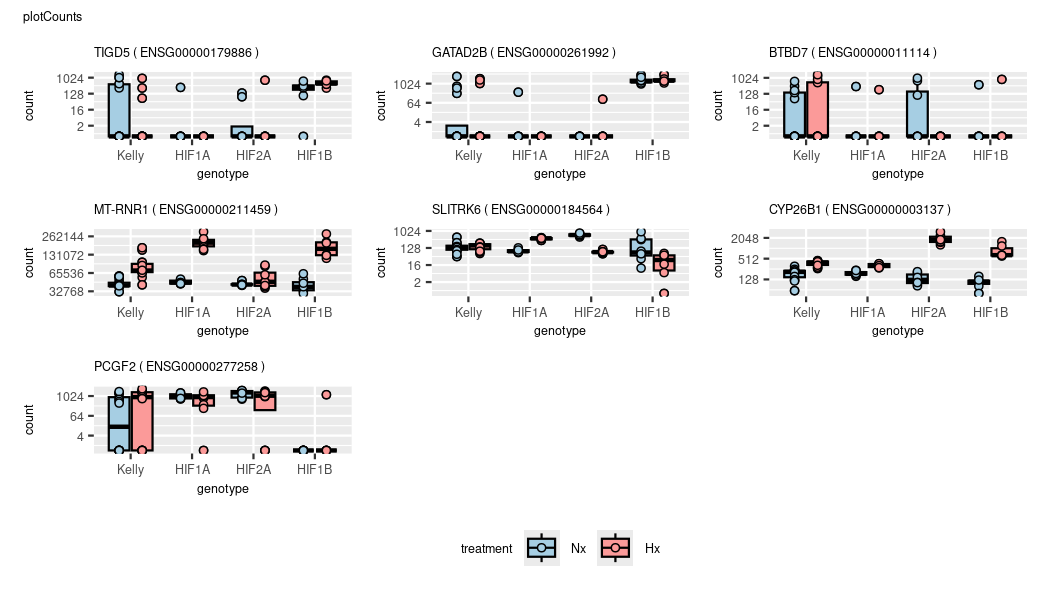 plotCounts
TIGD5 ( ENSG00000179886 )
GATAD2B ( ENSG00000261992 )
BTBD7 ( ENSG00000011114 )
count
1024
128
16
2
count
1024
64
4
count
1024
128
16
2
Kelly HIF1A HIF2A HIF1B
Kelly HIF1A HIF2A HIF1B
Kelly HIF1A HIF2A HIF1B
genotype
genotype
genotype
MT-RNR1 ( ENSG00000211459 )
SLITRK6 ( ENSG00000184564 )
CYP26B1 ( ENSG00000003137 )
count
262144
131072
65536
32768
count
1024
128
16
2
count
2048
512
128
Kelly HIF1A HIF2A HIF1B
Kelly HIF1A HIF2A HIF1B
Kelly HIF1A HIF2A HIF1B
genotype
genotype
genotype
PCGF2 ( ENSG00000277258 )
count
1024
64
4
Kelly HIF1A HIF2A HIF1B
genotype
treatment Nx Hx